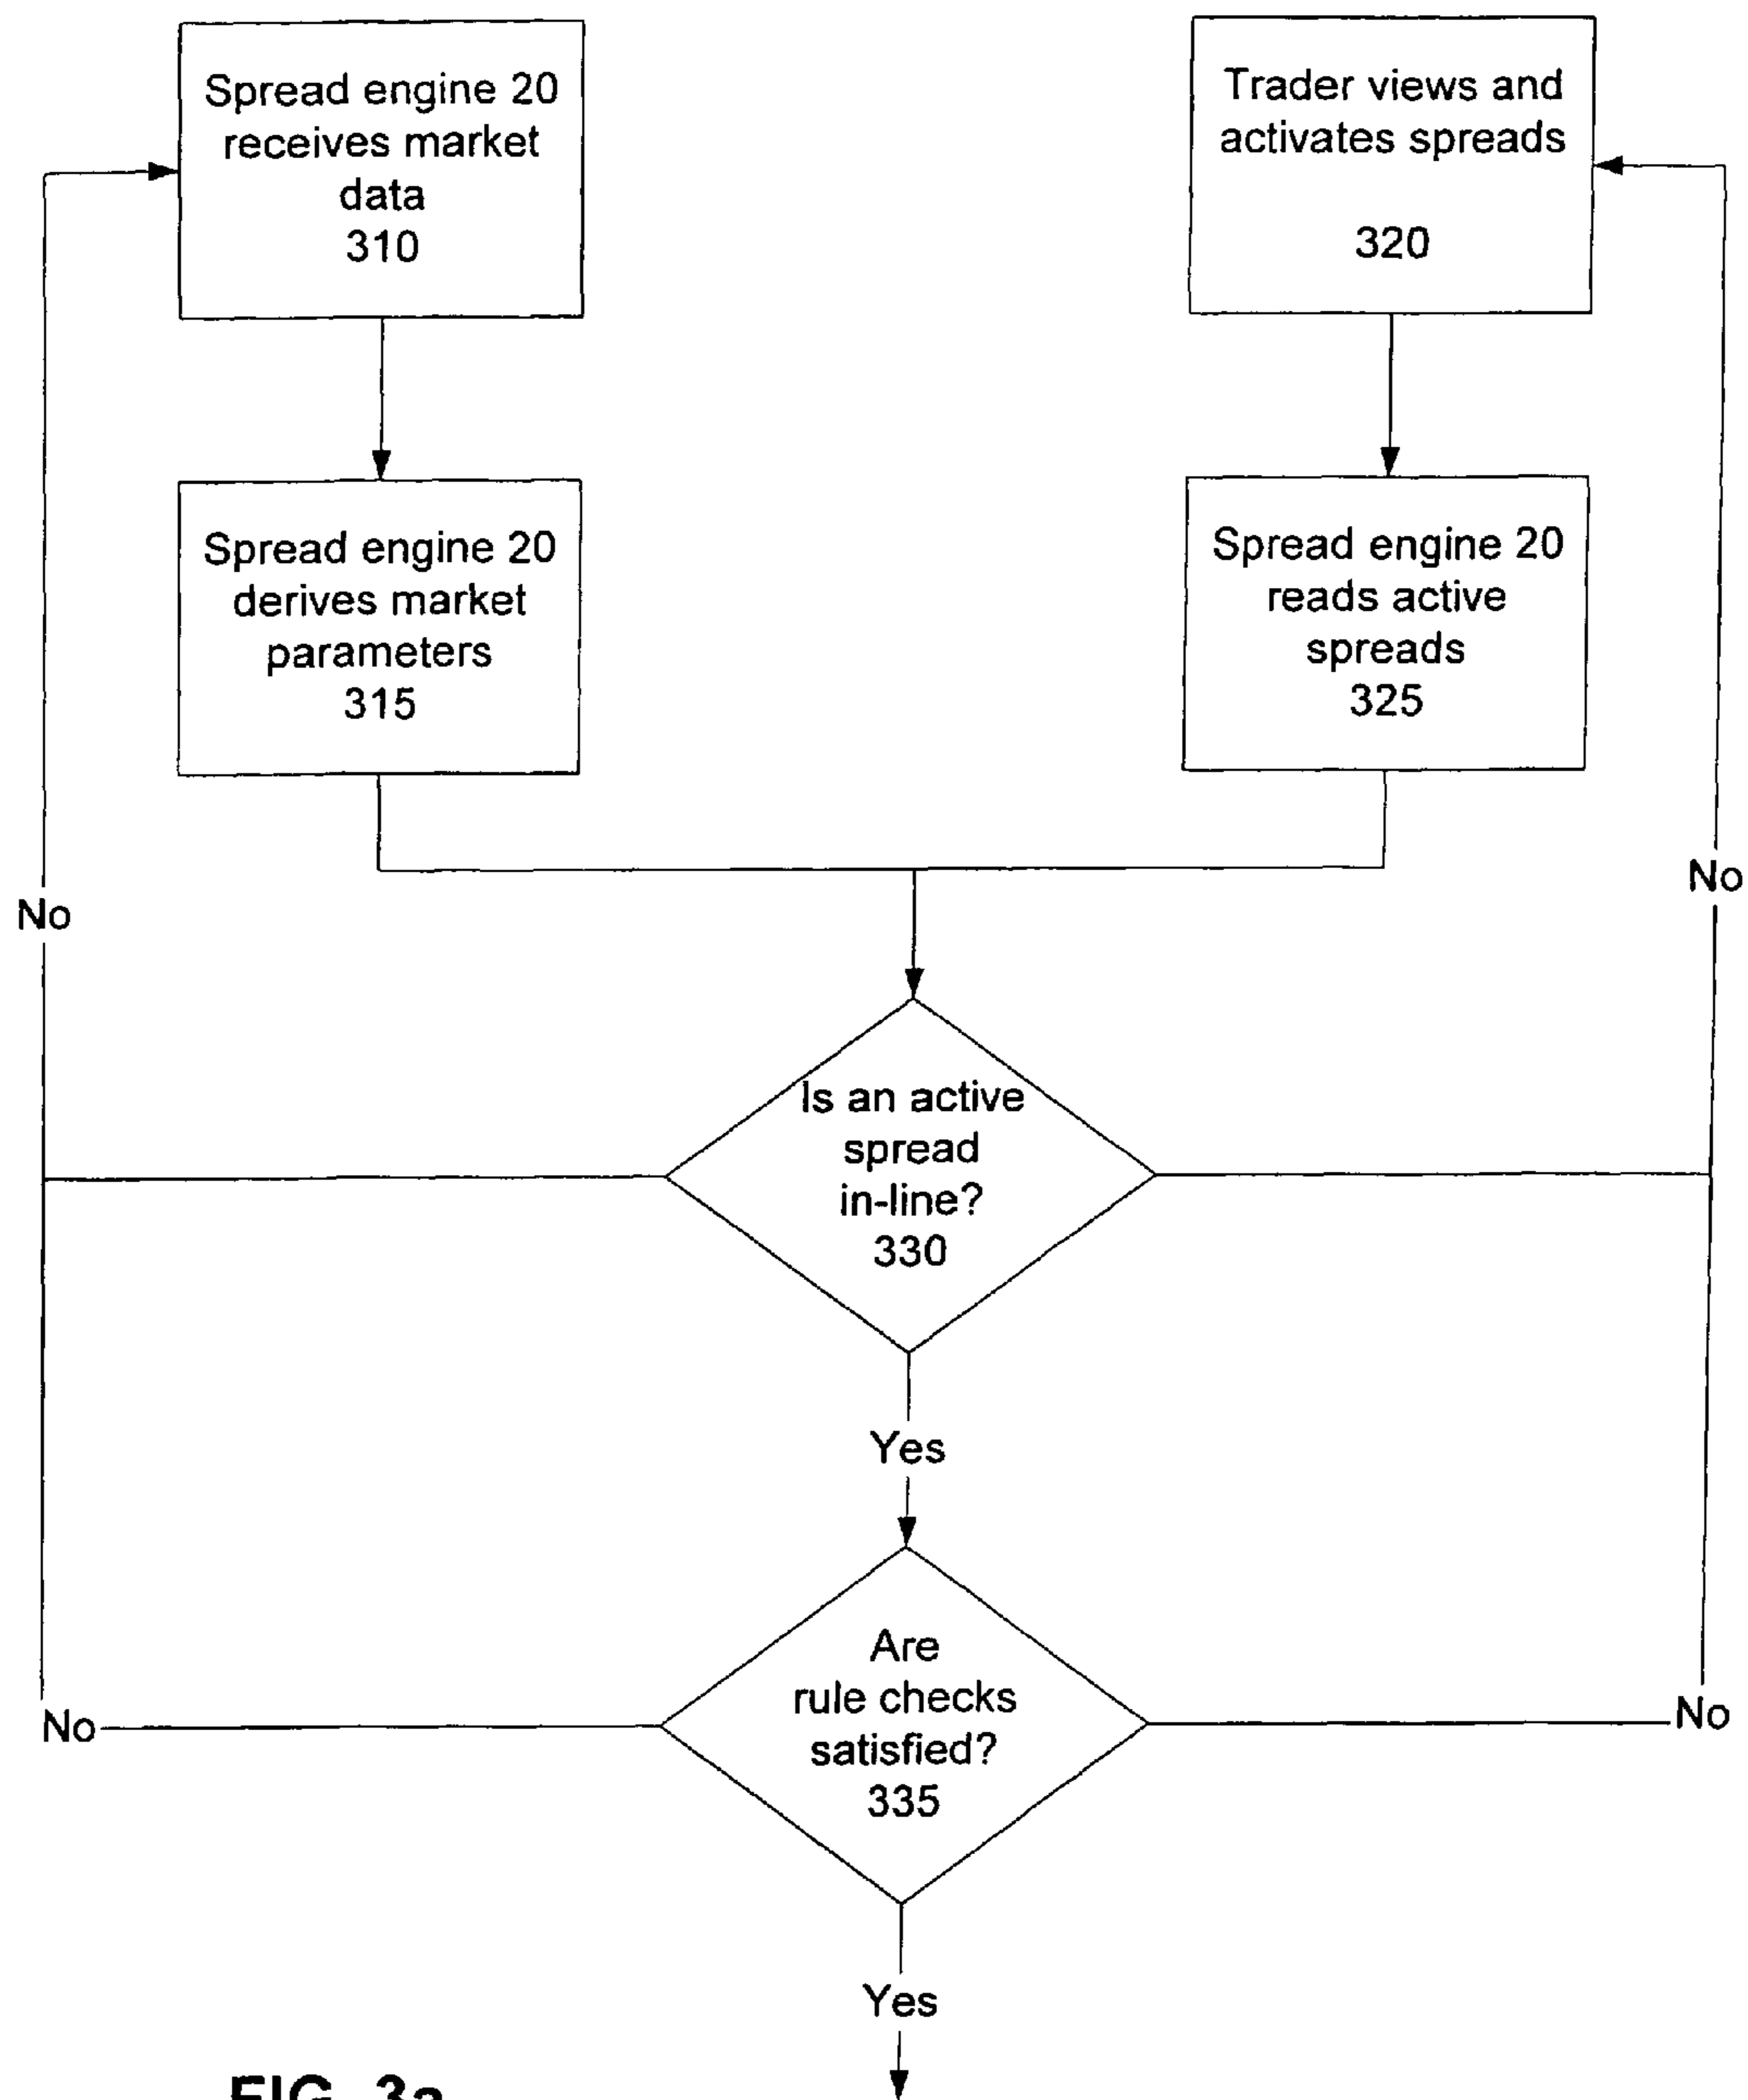 Spread engine 20
receives market
data
310
Trader views and
activates spreads
320
Spread engine 20
derives market
parameters
315
Spread engine 20
reads active
spreads
325
No
No
Is an active
spread
in-line?
330
Yes
Are
rule checks
satisfied?
335
No
No
Yes
FIG. 3a